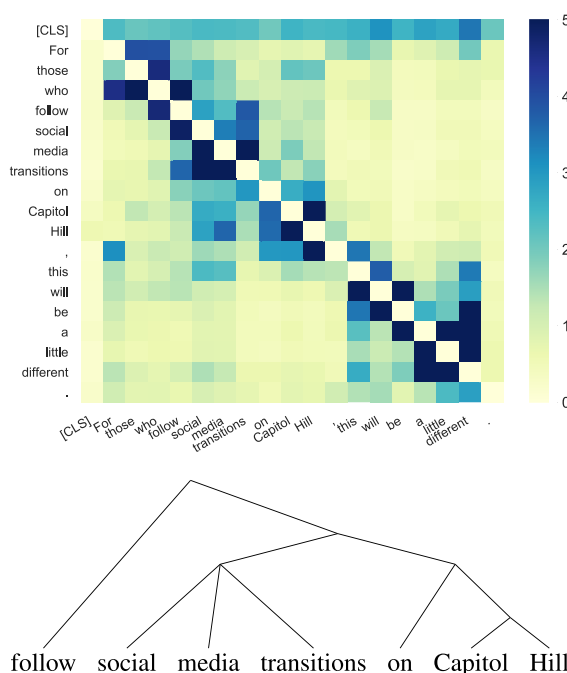 [CLS]
For
those
who
follow
social
media
transitions
on
Capitol
Hill
,
this
will
be
a
little
different
.
5
4
3
2
1
0
[CLS] For those who follow social media transitions on Capitol Hill , this will be a little different .
follow social media transitions on Capitol Hill